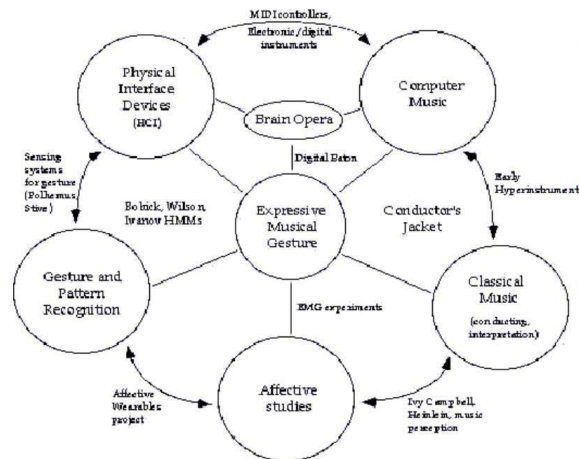 MIDI controllers,
Electronic/digital
instruments
Physical
Interface
Devices
(HCI)
Computer
Music
Brain Opera
Digital Baton
Sensing
systems
for gesture
(Polhemus,
Stive)
Bobick, Wilson,
Ivanov HMMs
Expressive
Musical
Gesture
Conductor's
Jacket
Early
Hyperinstrument
Gesture and
Pattern
Recognition
Classical
Music
(conducting,
interpretation)
EMG experiments
Affective
Wearables
project
Affective
studies
Ivy Campbell,
Heinlein, music
perception